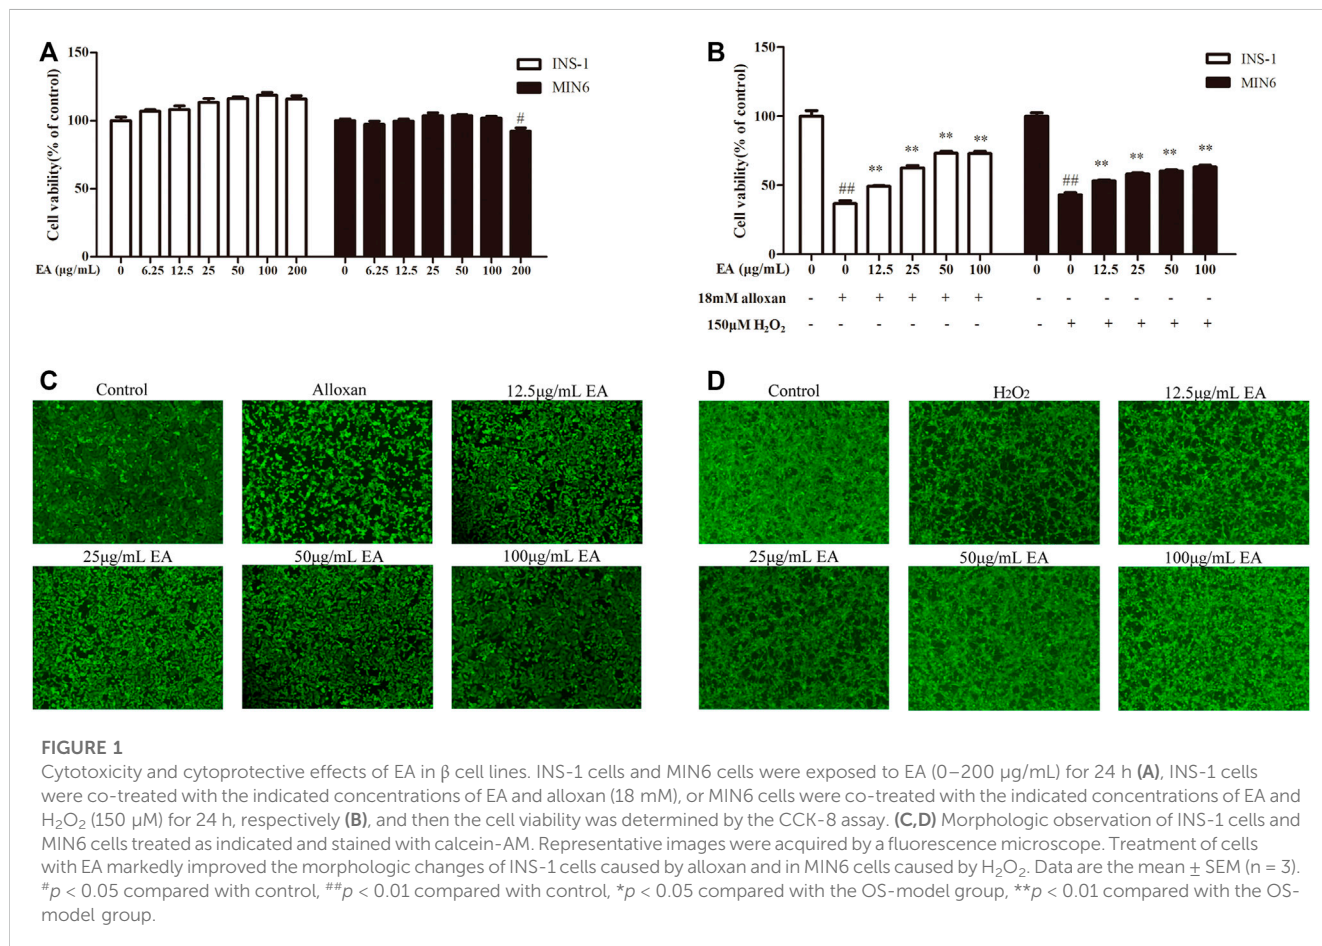 A
150
100
50
0
Cell viability(% of control)
INS-1
MIN6
#
EA (µg/mL) 0 6.25 12.5 25 50 100 200 0 6.25 12.5 25 50 100 200
B
150
100
50
0
Cell viability(% of control)
INS-1
MIN6
## ** ** ** ** ## ** ** ** **
EA (µg/mL) 0 0 12.5 25 50 100 0 0 12.5 25 50 100
18mM alloxan - + + + + + - - - - - -
150µM H₂O₂ - - - - - - - + + + + +
C
Control Alloxan 12.5µg/mL EA
25µg/mL EA 50µg/mL EA 100µg/mL EA
D
Control H2O2 12.5µg/mL EA
25µg/mL EA 50µg/mL EA 100µg/mL EA
FIGURE 1
Cytotoxicity and cytoprotective effects of EA in β cell lines. INS-1 cells and MIN6 cells were exposed to EA (0–200 µg/mL) for 24 h (A), INS-1 cells
were co-treated with the indicated concentrations of EA and alloxan (18 mM), or MIN6 cells were co-treated with the indicated concentrations of EA and
H₂O₂ (150 µM) for 24 h, respectively (B), and then the cell viability was determined by the CCK-8 assay. (C,D) Morphologic observation of INS-1 cells and
MIN6 cells treated as indicated and stained with calcein-AM. Representative images were acquired by a fluorescence microscope. Treatment of cells
with EA markedly improved the morphologic changes of INS-1 cells caused by alloxan and in MIN6 cells caused by H₂O₂. Data are the mean ± SEM (n = 3).
#p < 0.05 compared with control, ##p < 0.01 compared with control, *p < 0.05 compared with the OS-model group, **p < 0.01 compared with the OS-
model group.